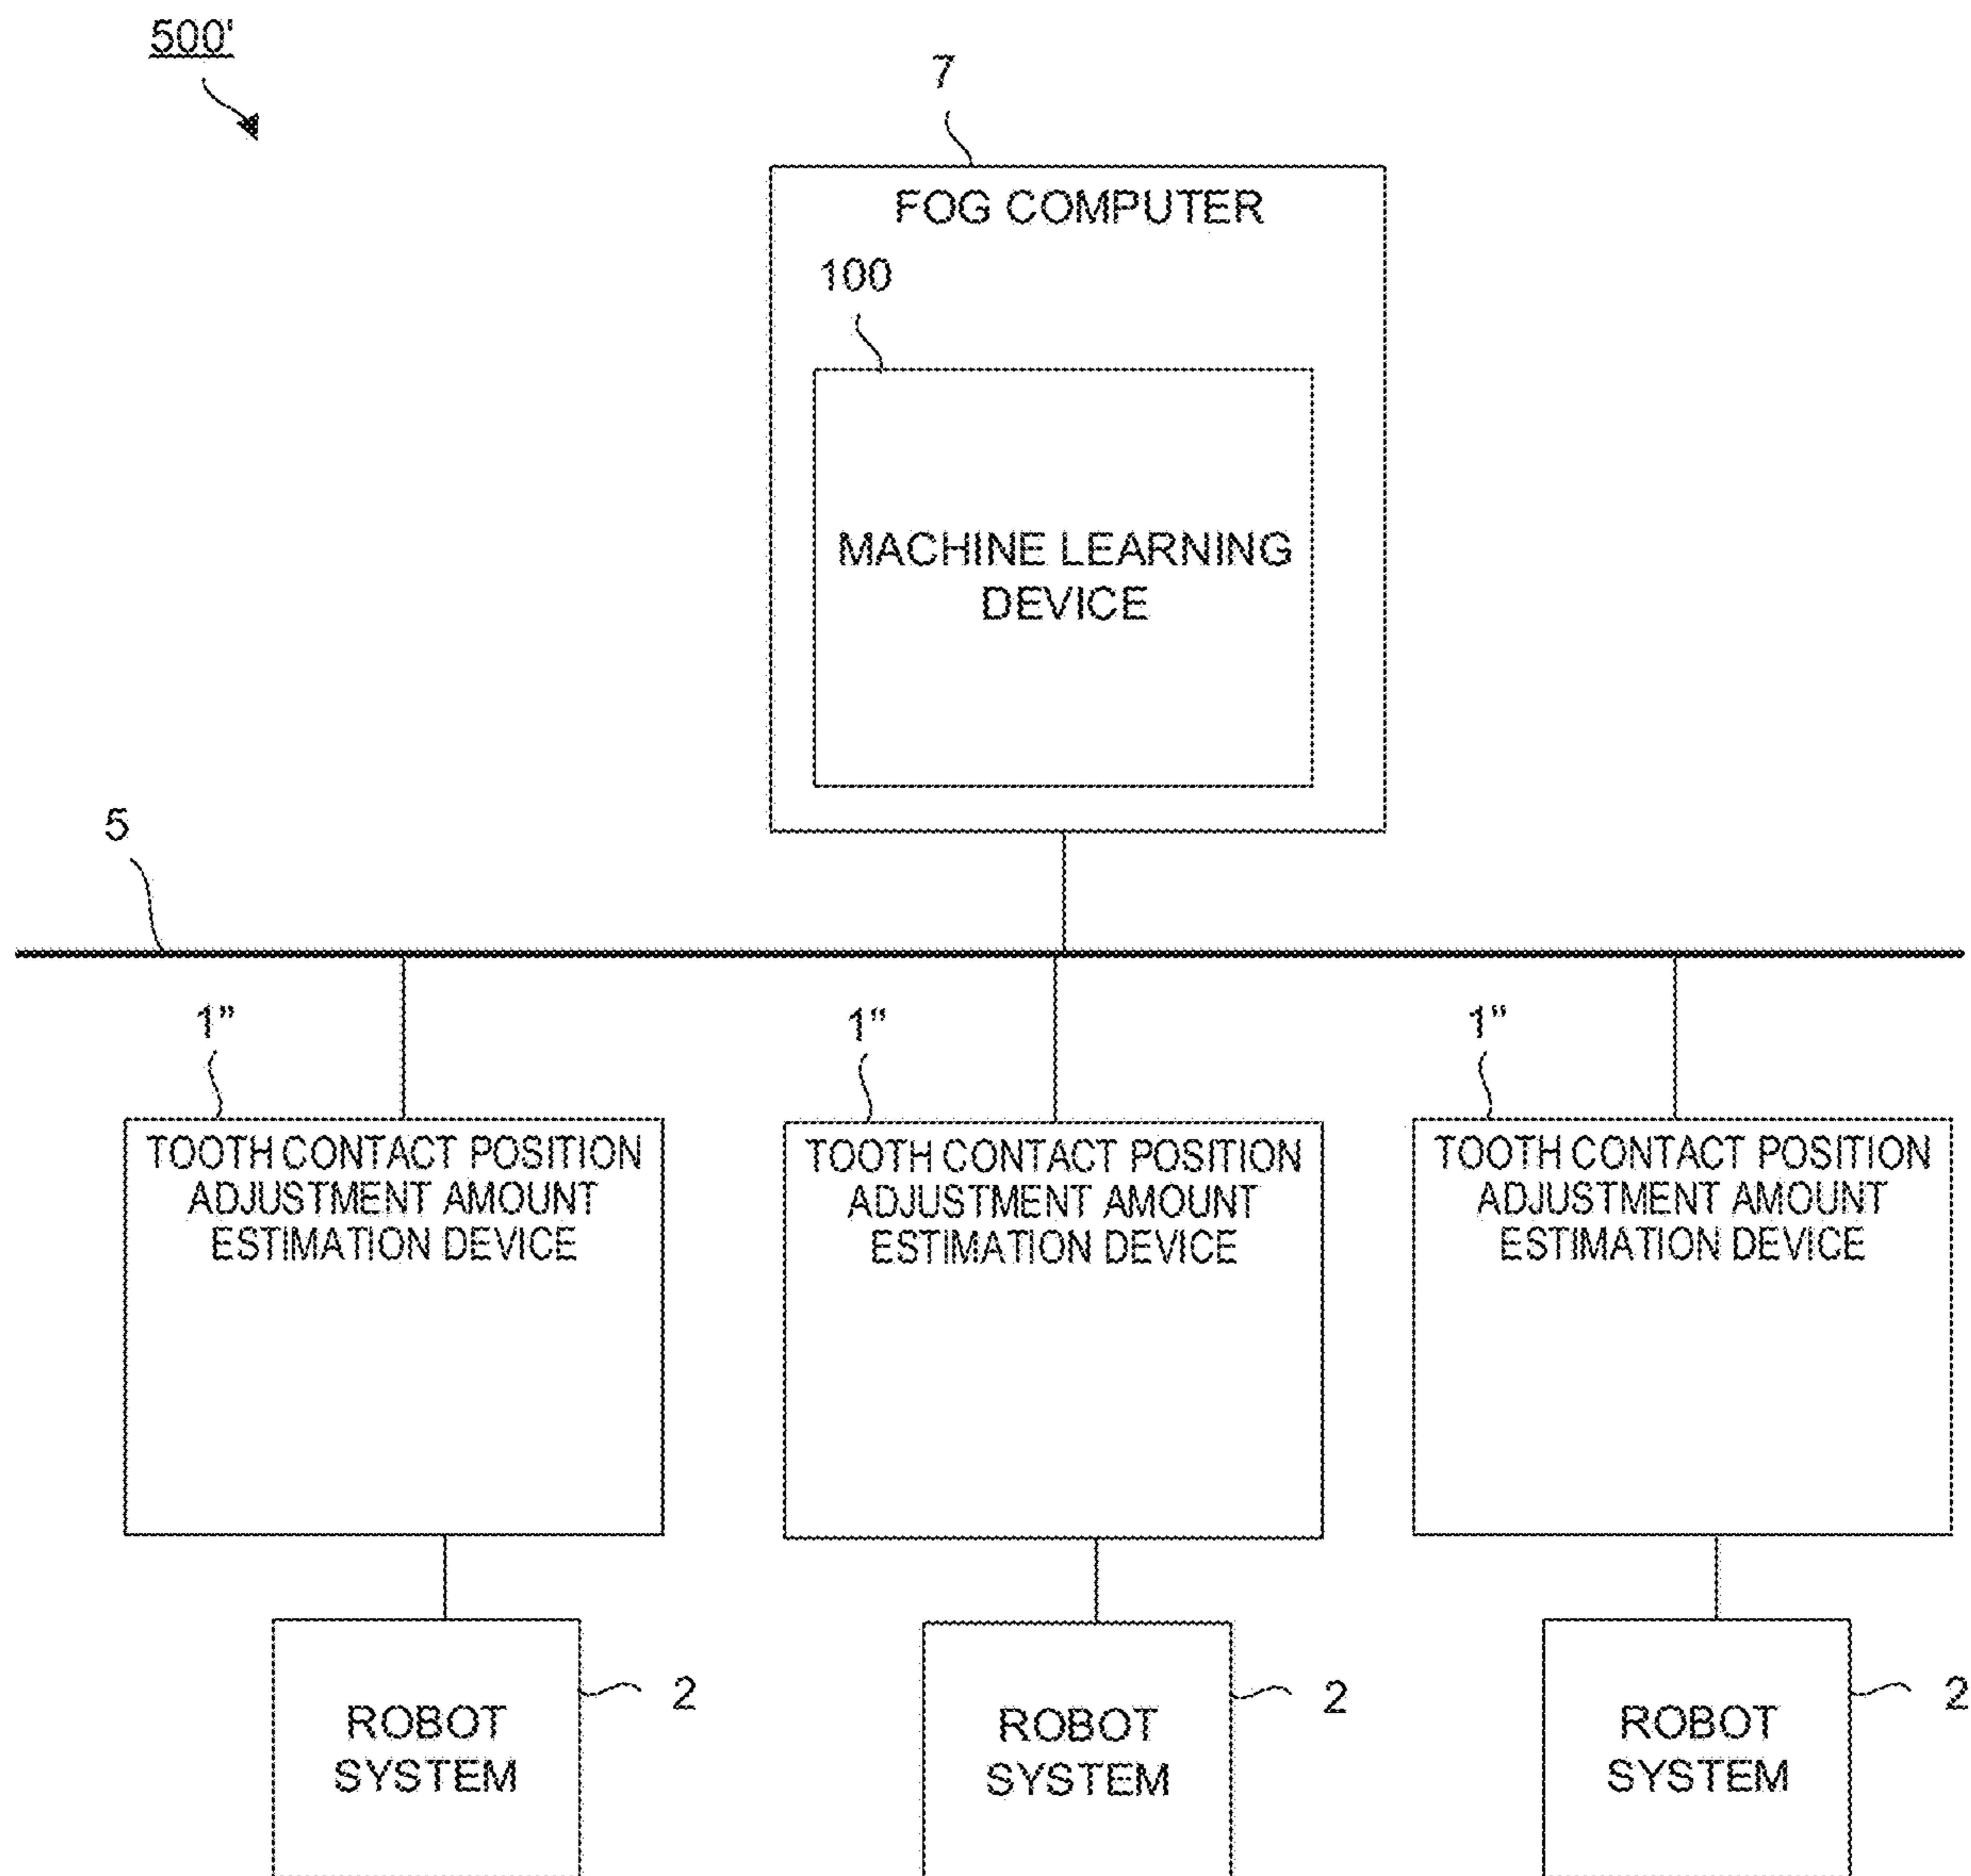 500'
7
FOG COMPUTER
100
MACHINE LEARNING
DEVICE
5
1"
TOOTH CONTACT POSITION
ADJUSTMENT AMOUNT
ESTIMATION DEVICE
1"
TOOTH CONTACT POSITION
ADJUSTMENT AMOUNT
ESTIMATION DEVICE
1"
TOOTH CONTACT POSITION
ADJUSTMENT AMOUNT
ESTIMATION DEVICE
ROBOT
SYSTEM
2
ROBOT
SYSTEM
2
ROBOT
SYSTEM
2